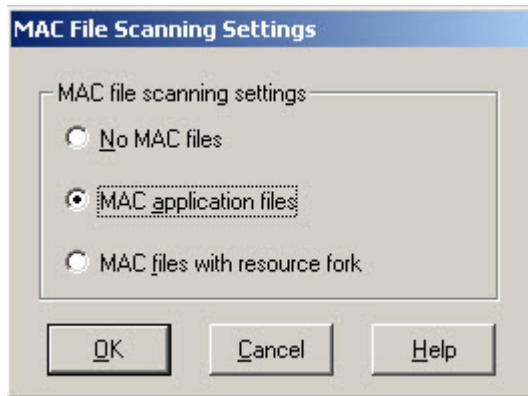 MAC File Scanning Settings
MAC file scanning settings
No MAC files
MAC application files
MAC files with resource fork
OK Cancel Help